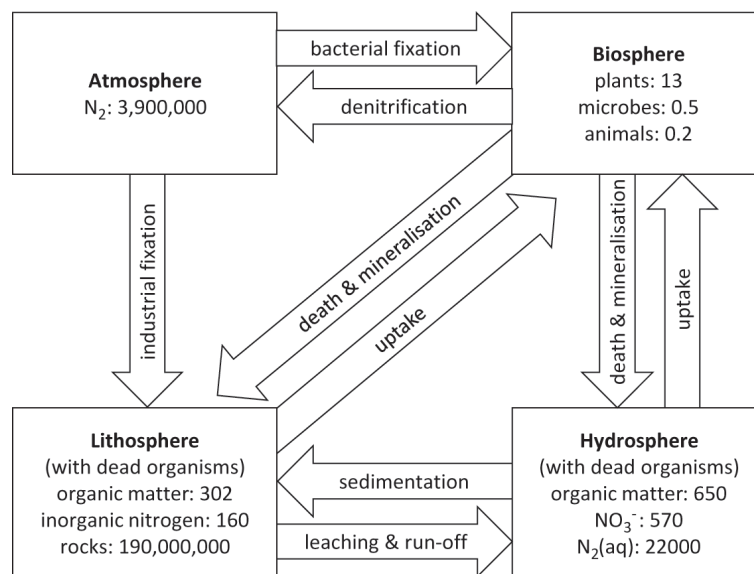 bacterial fixation
Atmosphere
N₂: 3,900,000
denitrification
Biosphere
plants: 13
microbes: 0.5
animals: 0.2
industrial fixation
death & mineralisation
uptake
death & mineralisation
uptake
Lithosphere
(with dead organisms)
organic matter: 302
inorganic nitrogen: 160
rocks: 190,000,000
sedimentation
leaching & run-off
Hydrosphere
(with dead organisms)
organic matter: 650
NO₃⁻: 570
N₂(aq): 22000